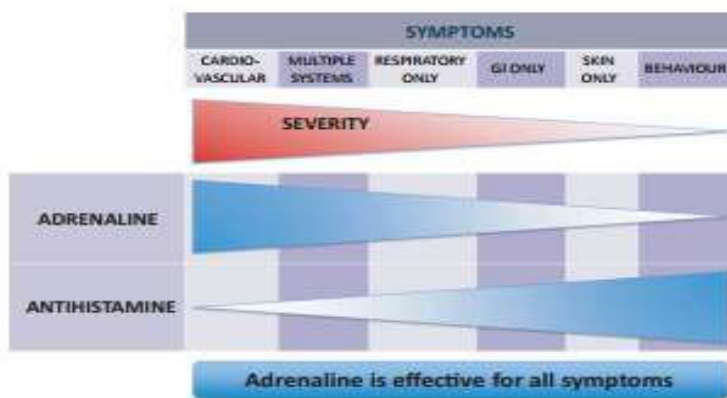 SYMPTOMS
CARDIO- MULTIPLE RESPIRATORY GI ONLY SKIN BEHAVIOUR
VASCULAR SYSTEMS ONLY ONLY
SEVERITY
ADRENALINE
ANTIHISTAMINE
Adrenaline is effective for all symptoms